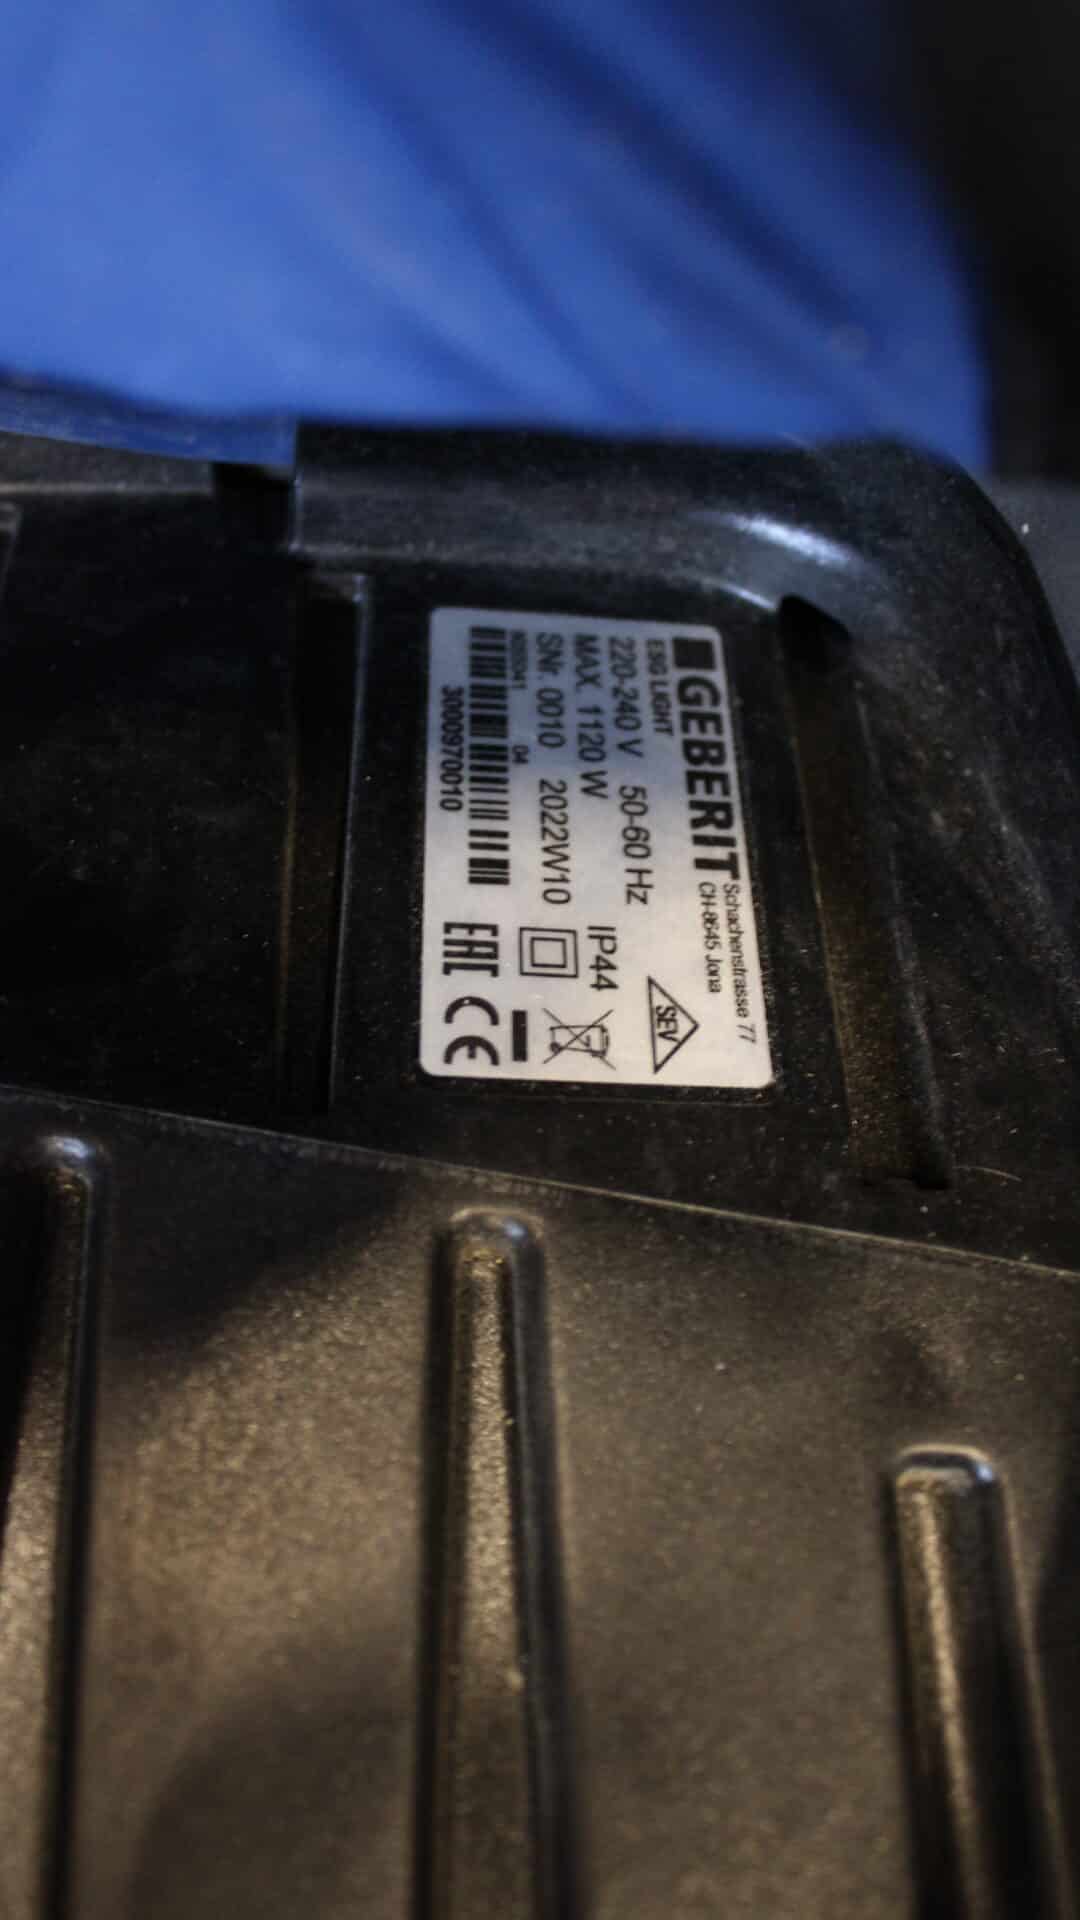 GEBERIT
Schachenstrasse 77
CH-8645 Jona
ESG LIGHT
220-240 V 50-60 Hz IP44
MAX. 1120 W
SNr. 0010 2022W10
04
3000970010
SEV
EAC
CE